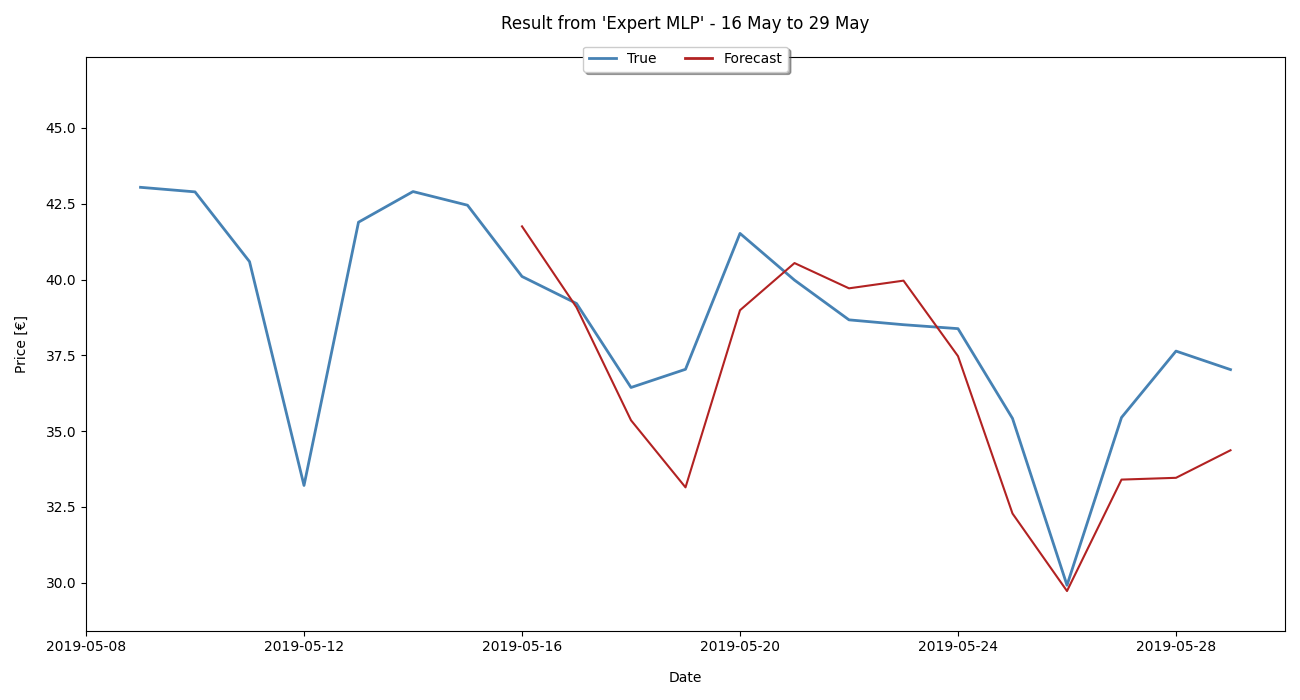 Result from 'Expert MLP' - 16 May to 29 May
True Forecast
45.0
42.5
40.0
37.5
35.0
32.5
30.0
Price [€]
2019-05-08 2019-05-12 2019-05-16 2019-05-20 2019-05-24 2019-05-28
Date